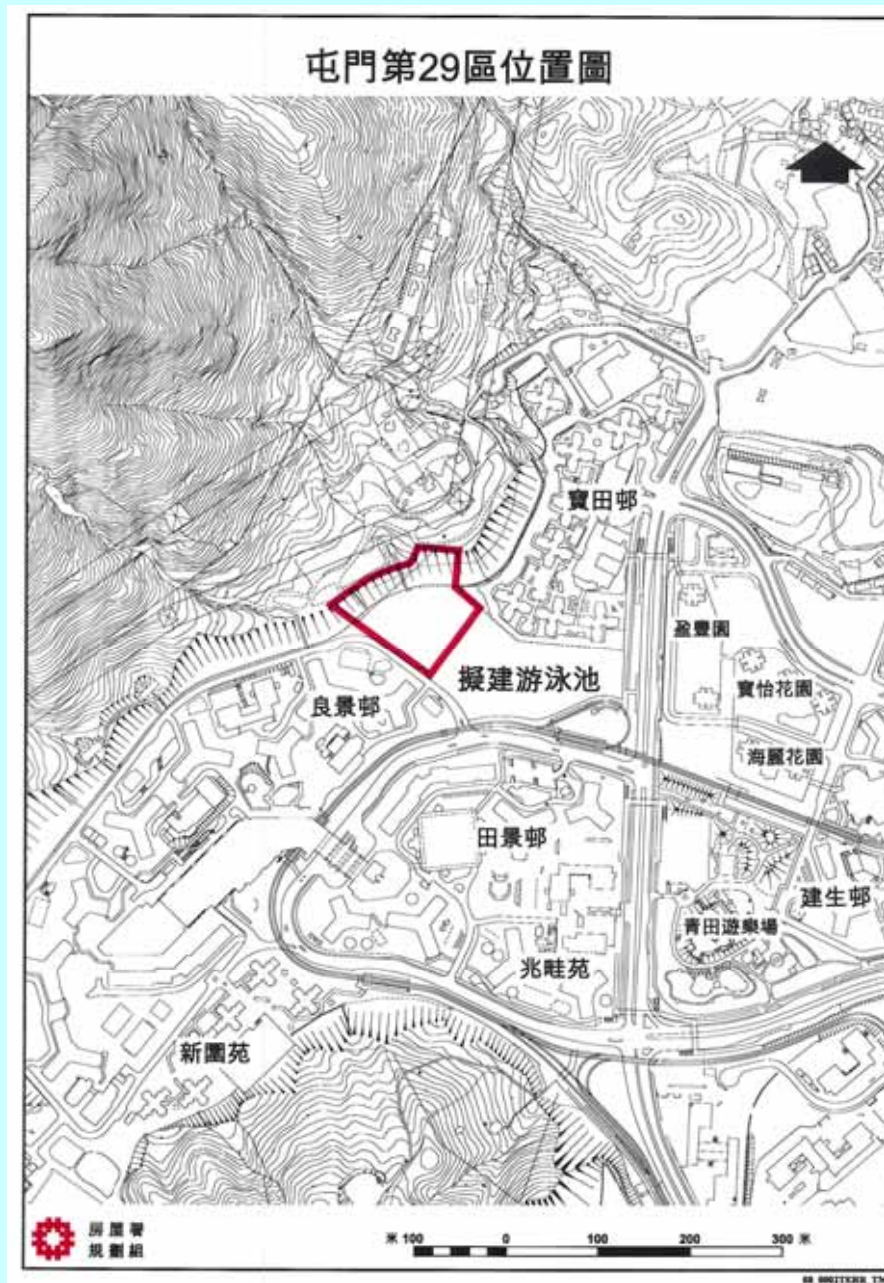 屯門第29區位置圖
寶田邨
盈豐園
擬建游泳池
寶怡花園
良景邨
海麗花園
田景邨
建生邨
青田遊樂場
兆畦苑
新圍苑
房屋署
規劃組
米 100 0 100 200 300 米